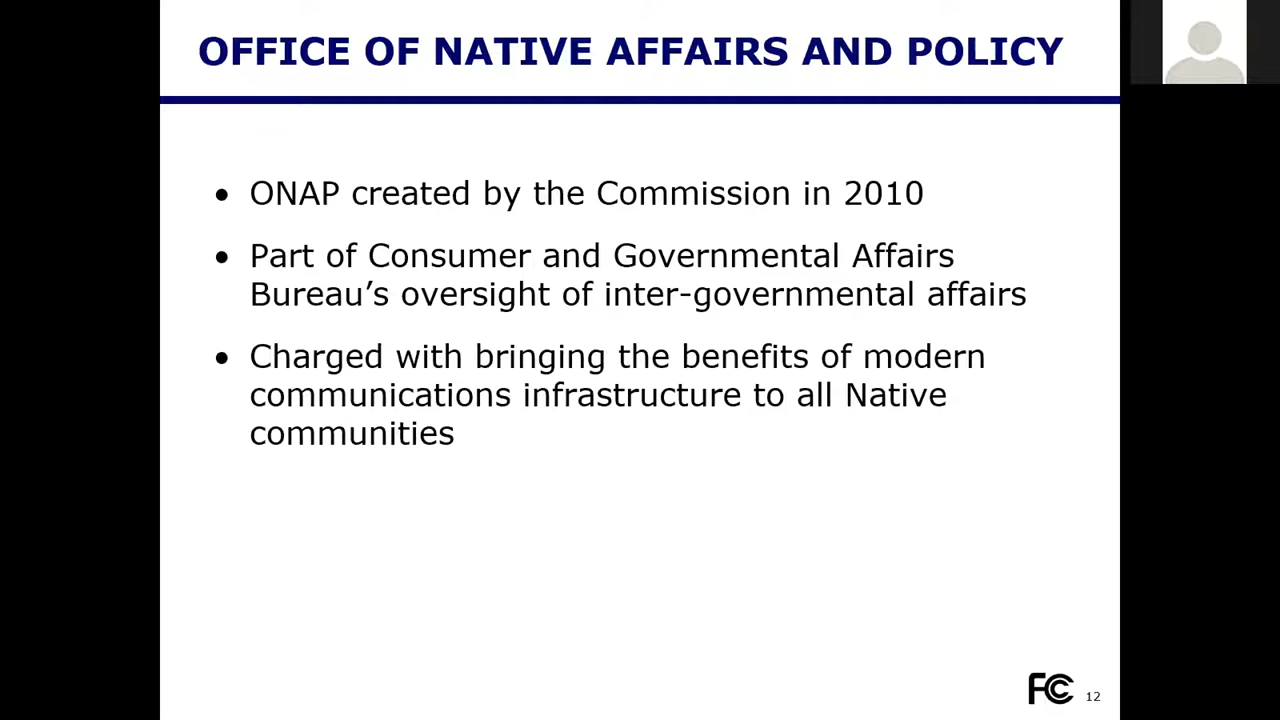 OFFICE OF NATIVE AFFAIRS AND POLICY
• ONAP created by the Commission in 2010
• Part of Consumer and Governmental Affairs
Bureau’s oversight of inter-governmental affairs
• Charged with bringing the benefits of modern
communications infrastructure to all Native
communities
FCC 12